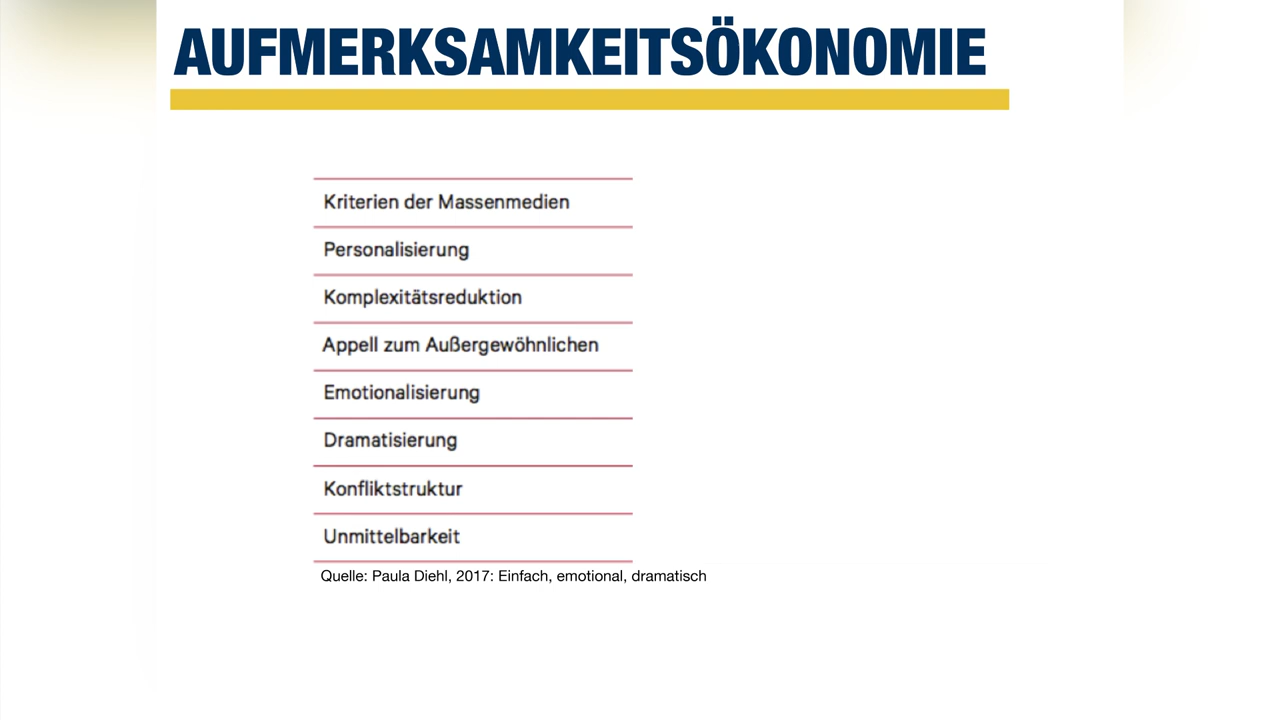 AUFMERKSAMKEITSÖKONOMIE
Kriterien der Massenmedien
Personalisierung
Komplexitätsreduktion
Appell zum Außergewöhnlichen
Emotionalisierung
Dramatisierung
Konfliktstruktur
Unmittelbarkeit
Quelle: Paula Diehl, 2017: Einfach, emotional, dramatisch